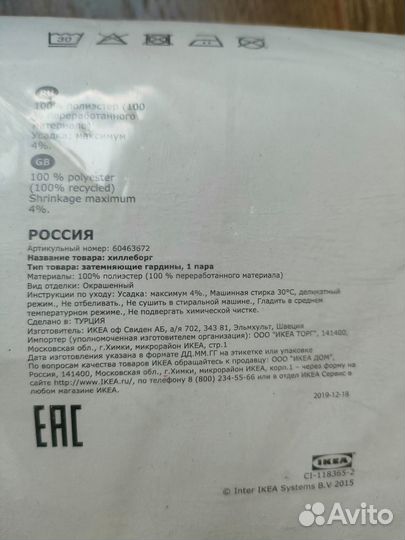 30
RU
100 % полиэстер (100
% переработанного
материала)
Усадка: максимум
4%.
GB
100 % polyester
(100% recycled)
Shrinkage maximum
4%.
РОССИЯ
Артикульный номер: 60463672
Название товара: хиллеборг
Тип товара: затемняющие гардины, 1 пара
Материалы: 100% полиэстер (100 % переработанного материала)
Вид отделки: Окрашенный
Инструкции по уходу: Усадка: максимум 4%., Машинная стирка 30°С, деликатный
режим., Не отбеливать., Не сушить в стиральной машине., Гладить в среднем
температурном режиме., Не подвергать химической чистке.
Сделано в: ТУРЦИЯ
Изготовитель: ИКЕА оф Свиден АБ, а/я 702, 343 81, Эльмхульт, Швеция
Импортер (уполномоченная изготовителем организация): ООО "ИКЕА ТОРГ", 141400,
Московская обл., г.Химки, микрорайон ИКЕА, стр.1
Дата изготовления указана в формате ДД.ММ.ГГ на этикетке или упаковке
По вопросам качества товаров ИКЕА обращайтесь к продавцу: ООО "ИКЕА ДОМ",
Россия, 141400, Московская обл., г.Химки, микрорайон ИКЕА, корп.1 – через форму на
сайте http://www.IKEA.ru/, по телефону 8 (800) 234-55-66 или в отдел ИКЕА Сервис в
любом магазине ИКЕА.
2019-12-18
EAC
IKEA
CI-118365-2
© Inter IKEA Systems B.V 2015
Avito